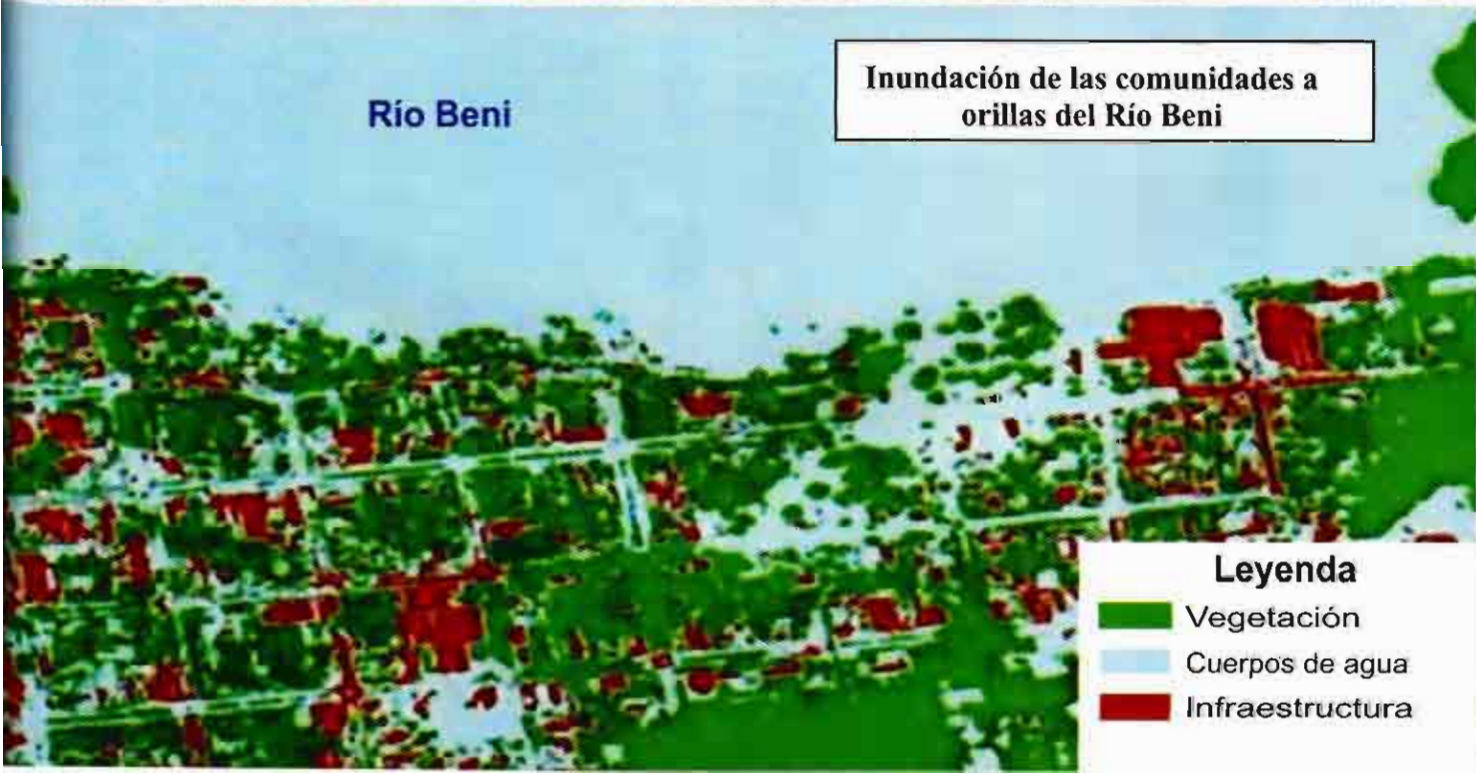 Río Beni
Inundación de las comunidades a
orillas del Río Beni
Leyenda
Vegetación
Cuerpos de agua
Infraestructura